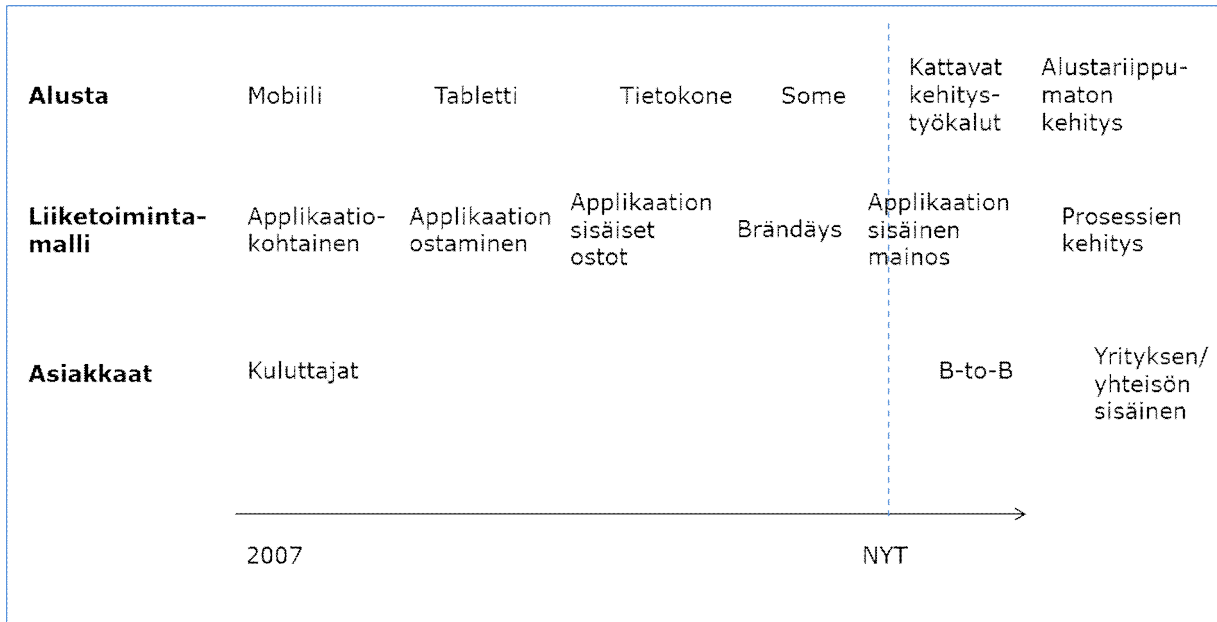 Alusta
Mobiili
Tabletti
Tietokone
Some
Kattavat
kehitys-
työkalut
Alustariippu-
maton
kehitys
Liiketoiminta-
malli
Applikaatio-
kohtainen
Applikaation
ostaminen
Applikaation
sisäiset
ostot
Brändäys
Applikaation
sisäinen
mainos
Prosessien
kehitys
Asiakkaat
Kuluttajat
B-to-B
Yrityksen/
yhteisön
sisäinen
2007
NYT